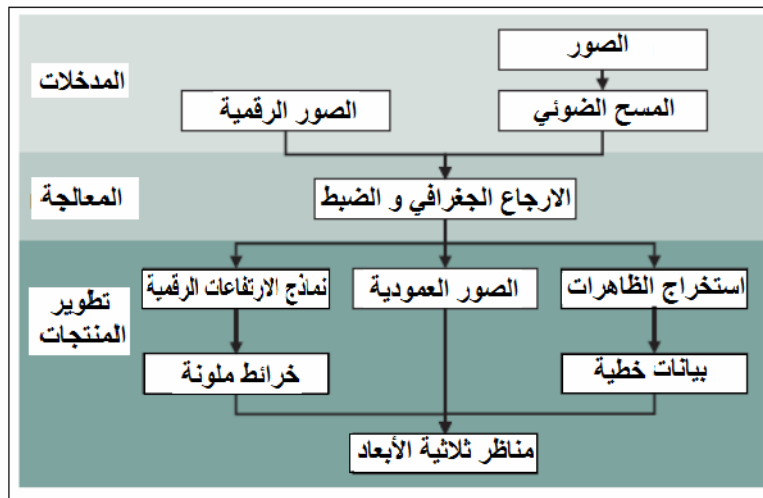 الصور
المدخلات
المسح الضوئي
الصور الرقمية
المعالجة
الارجاع الجغرافي و الضبط
تطوير
المنتجات
استخراج الظاهرات
الصور العمودية
نماذج الارتفاعات الرقمية
بيانات خطية
خرائط ملونة
مناظر ثلاثية الأبعاد